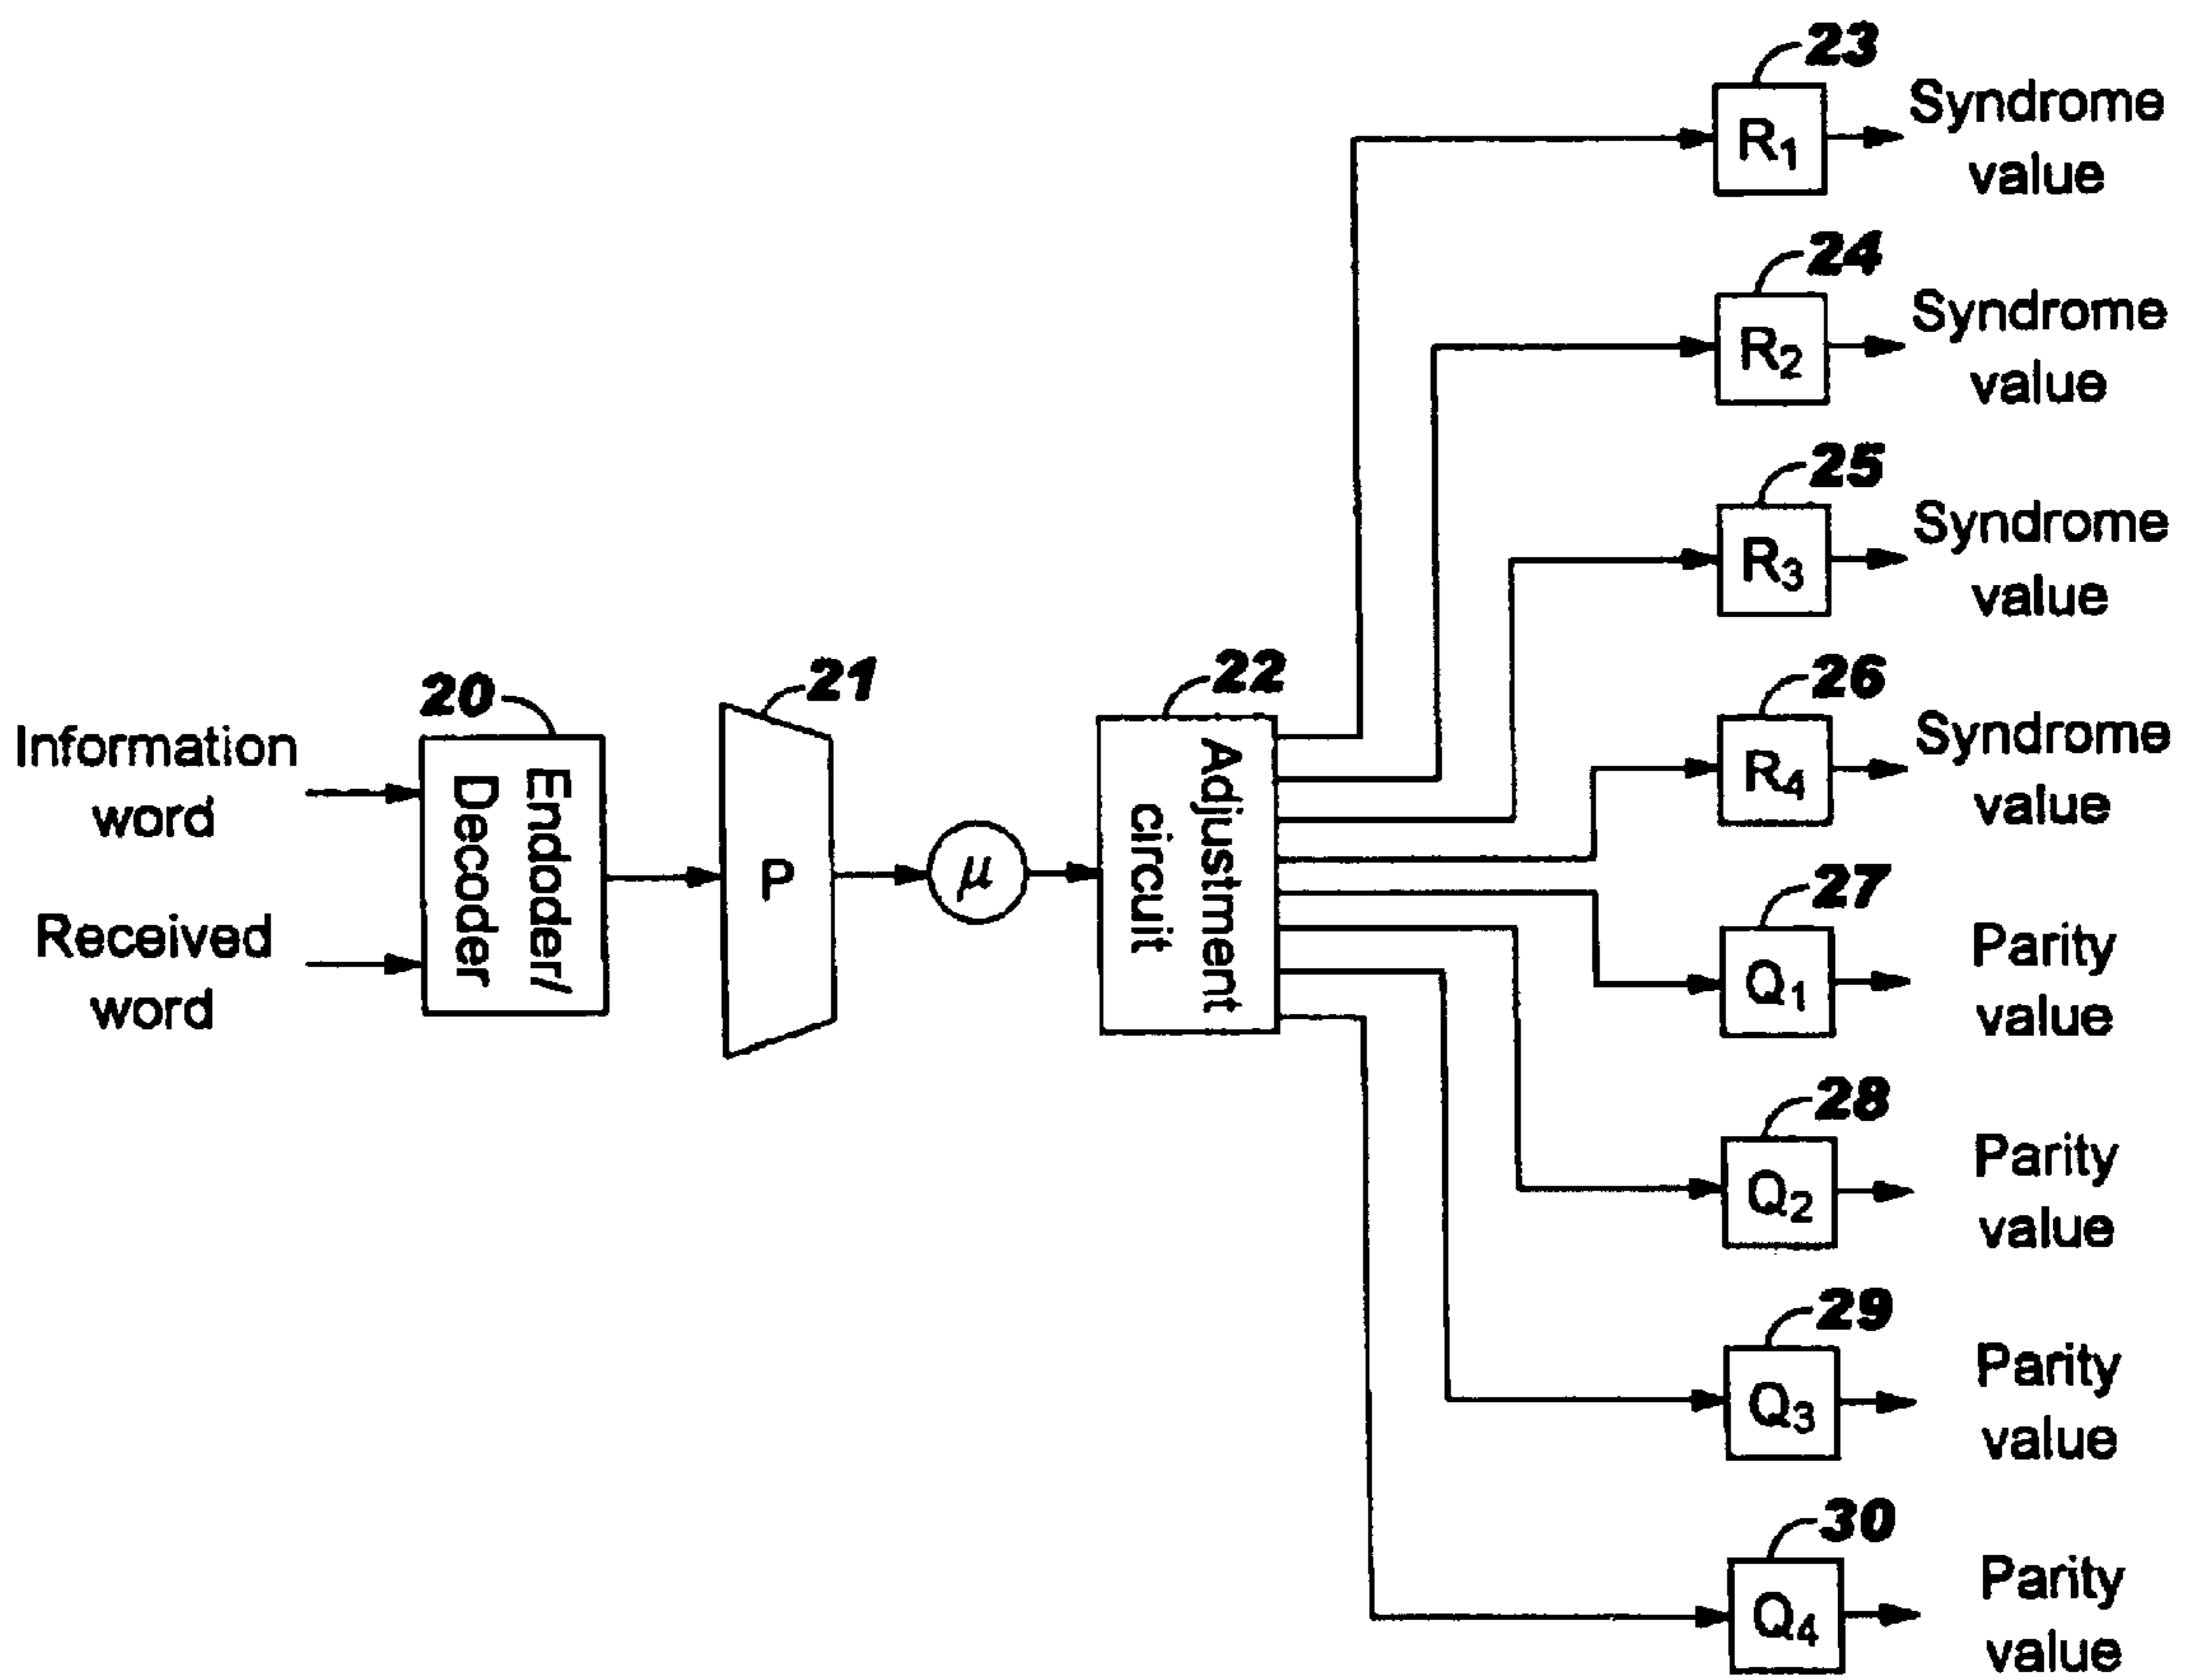 23
Syndrome
value
R1
24
Syndrome
value
R2
25
Syndrome
value
R3
26
Syndrome
value
R4
20
21
22
Information
word
Received
word
Endoder/
Decoder
P
μ
Adjustment
circuit
27
Parity
value
Q1
28
Parity
value
Q2
29
Parity
value
Q3
30
Parity
value
Q4